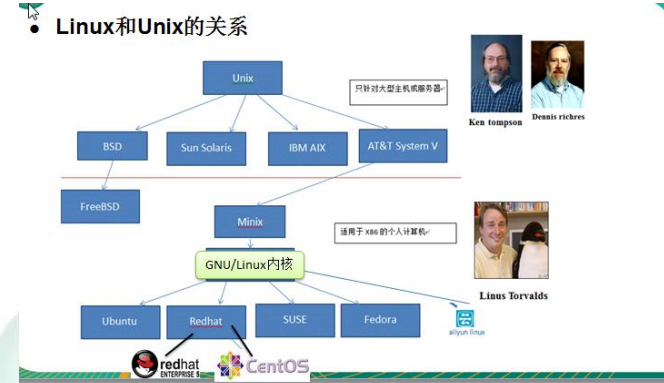 Linux和Unix的关系
Unix
只针对大型主机或服务器
Ken tompson
Dennis richres
BSD
Sun Solaris
IBM AIX
AT&T System V
FreeBSD
Minix
适用于 X86 的个人计算机
GNU/Linux内核
Linus Torvalds
Ubuntu
Redhat
SUSE
Fedora
aliyun linux
redhat
ENTERPRISE 5
CentOS